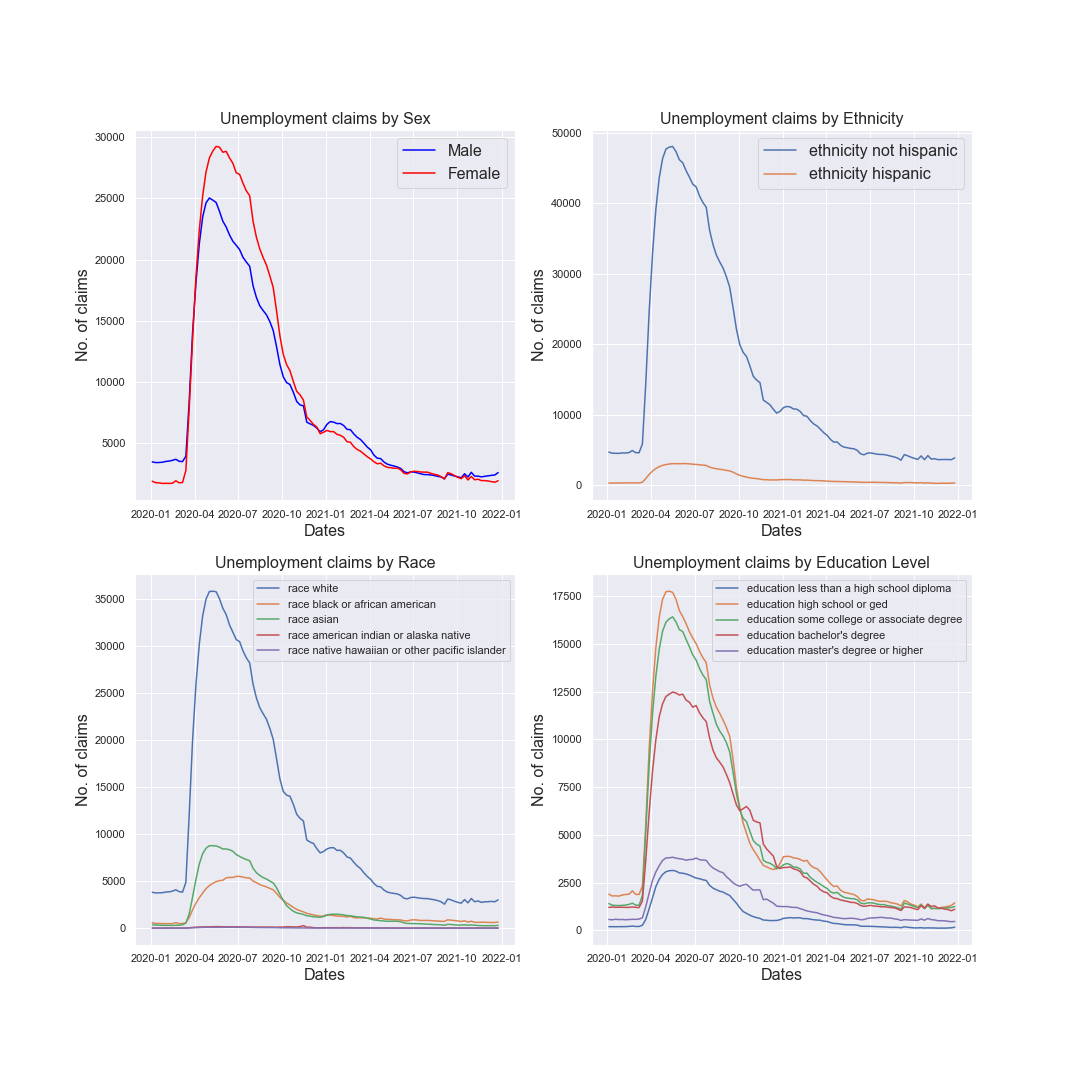 Unemployment claims by Sex
30000
25000
20000
15000
10000
5000
No. of claims
Male
Female
2020-01 2020-04 2020-07 2020-10 2021-01 2021-04 2021-07 2021-10 2022-01
Dates
Unemployment claims by Ethnicity
50000
40000
30000
20000
10000
0
No. of claims
ethnicity not hispanic
ethnicity hispanic
2020-01 2020-04 2020-07 2020-10 2021-01 2021-04 2021-07 2021-10 2022-01
Dates
Unemployment claims by Race
35000
30000
25000
20000
15000
10000
5000
0
No. of claims
race white
race black or african american
race asian
race american indian or alaska native
race native hawaiian or other pacific islander
2020-01 2020-04 2020-07 2020-10 2021-01 2021-04 2021-07 2021-10 2022-01
Dates
Unemployment claims by Education Level
17500
15000
12500
10000
7500
5000
2500
0
No. of claims
education less than a high school diploma
education high school or ged
education some college or associate degree
education bachelor's degree
education master's degree or higher
2020-01 2020-04 2020-07 2020-10 2021-01 2021-04 2021-07 2021-10 2022-01
Dates